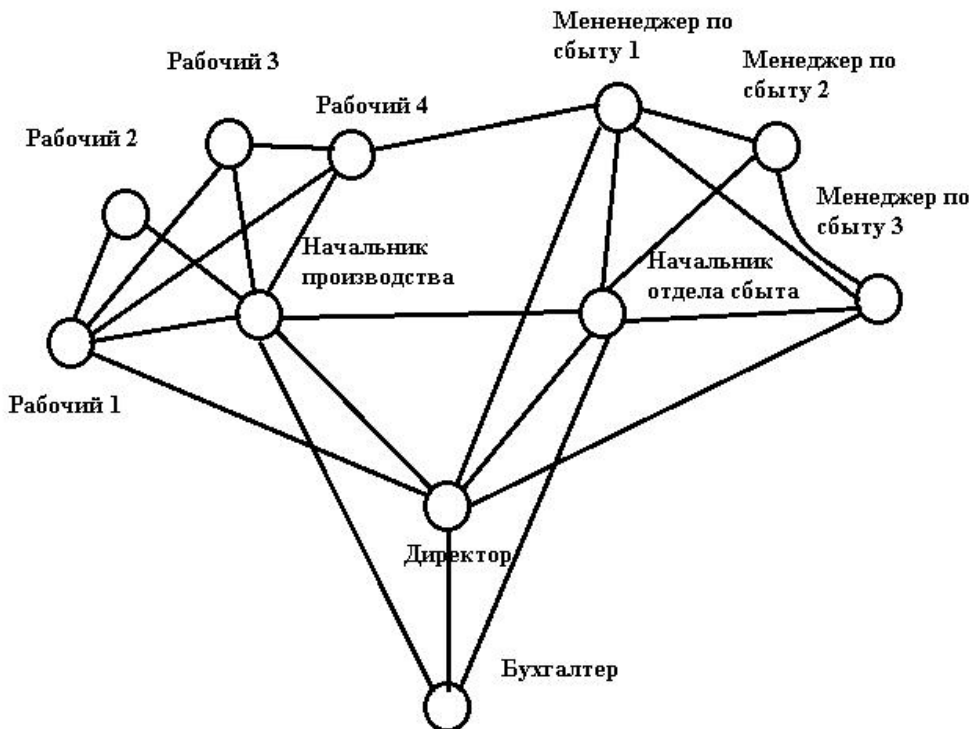 Мененеджер по
сбыту 1
Менеджер по
сбыту 2
Рабочий 3
Рабочий 4
Рабочий 2
Менеджер по
сбыту 3
Начальник
производства
Начальник
отдела сбыта
Рабочий 1
Директор
Бухгалтер